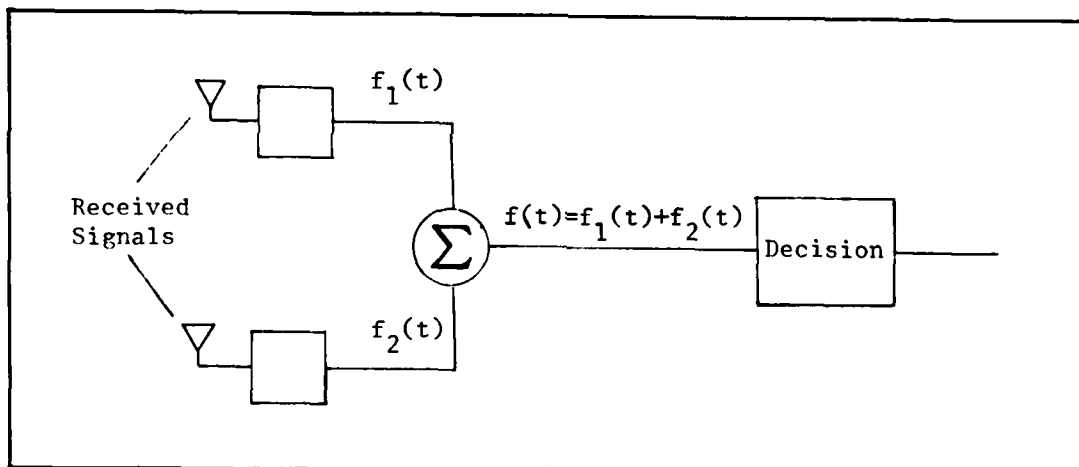 f₁(t)
Received
Signals
Σ
f(t)=f₁(t)+f₂(t)
Decision
f₂(t)